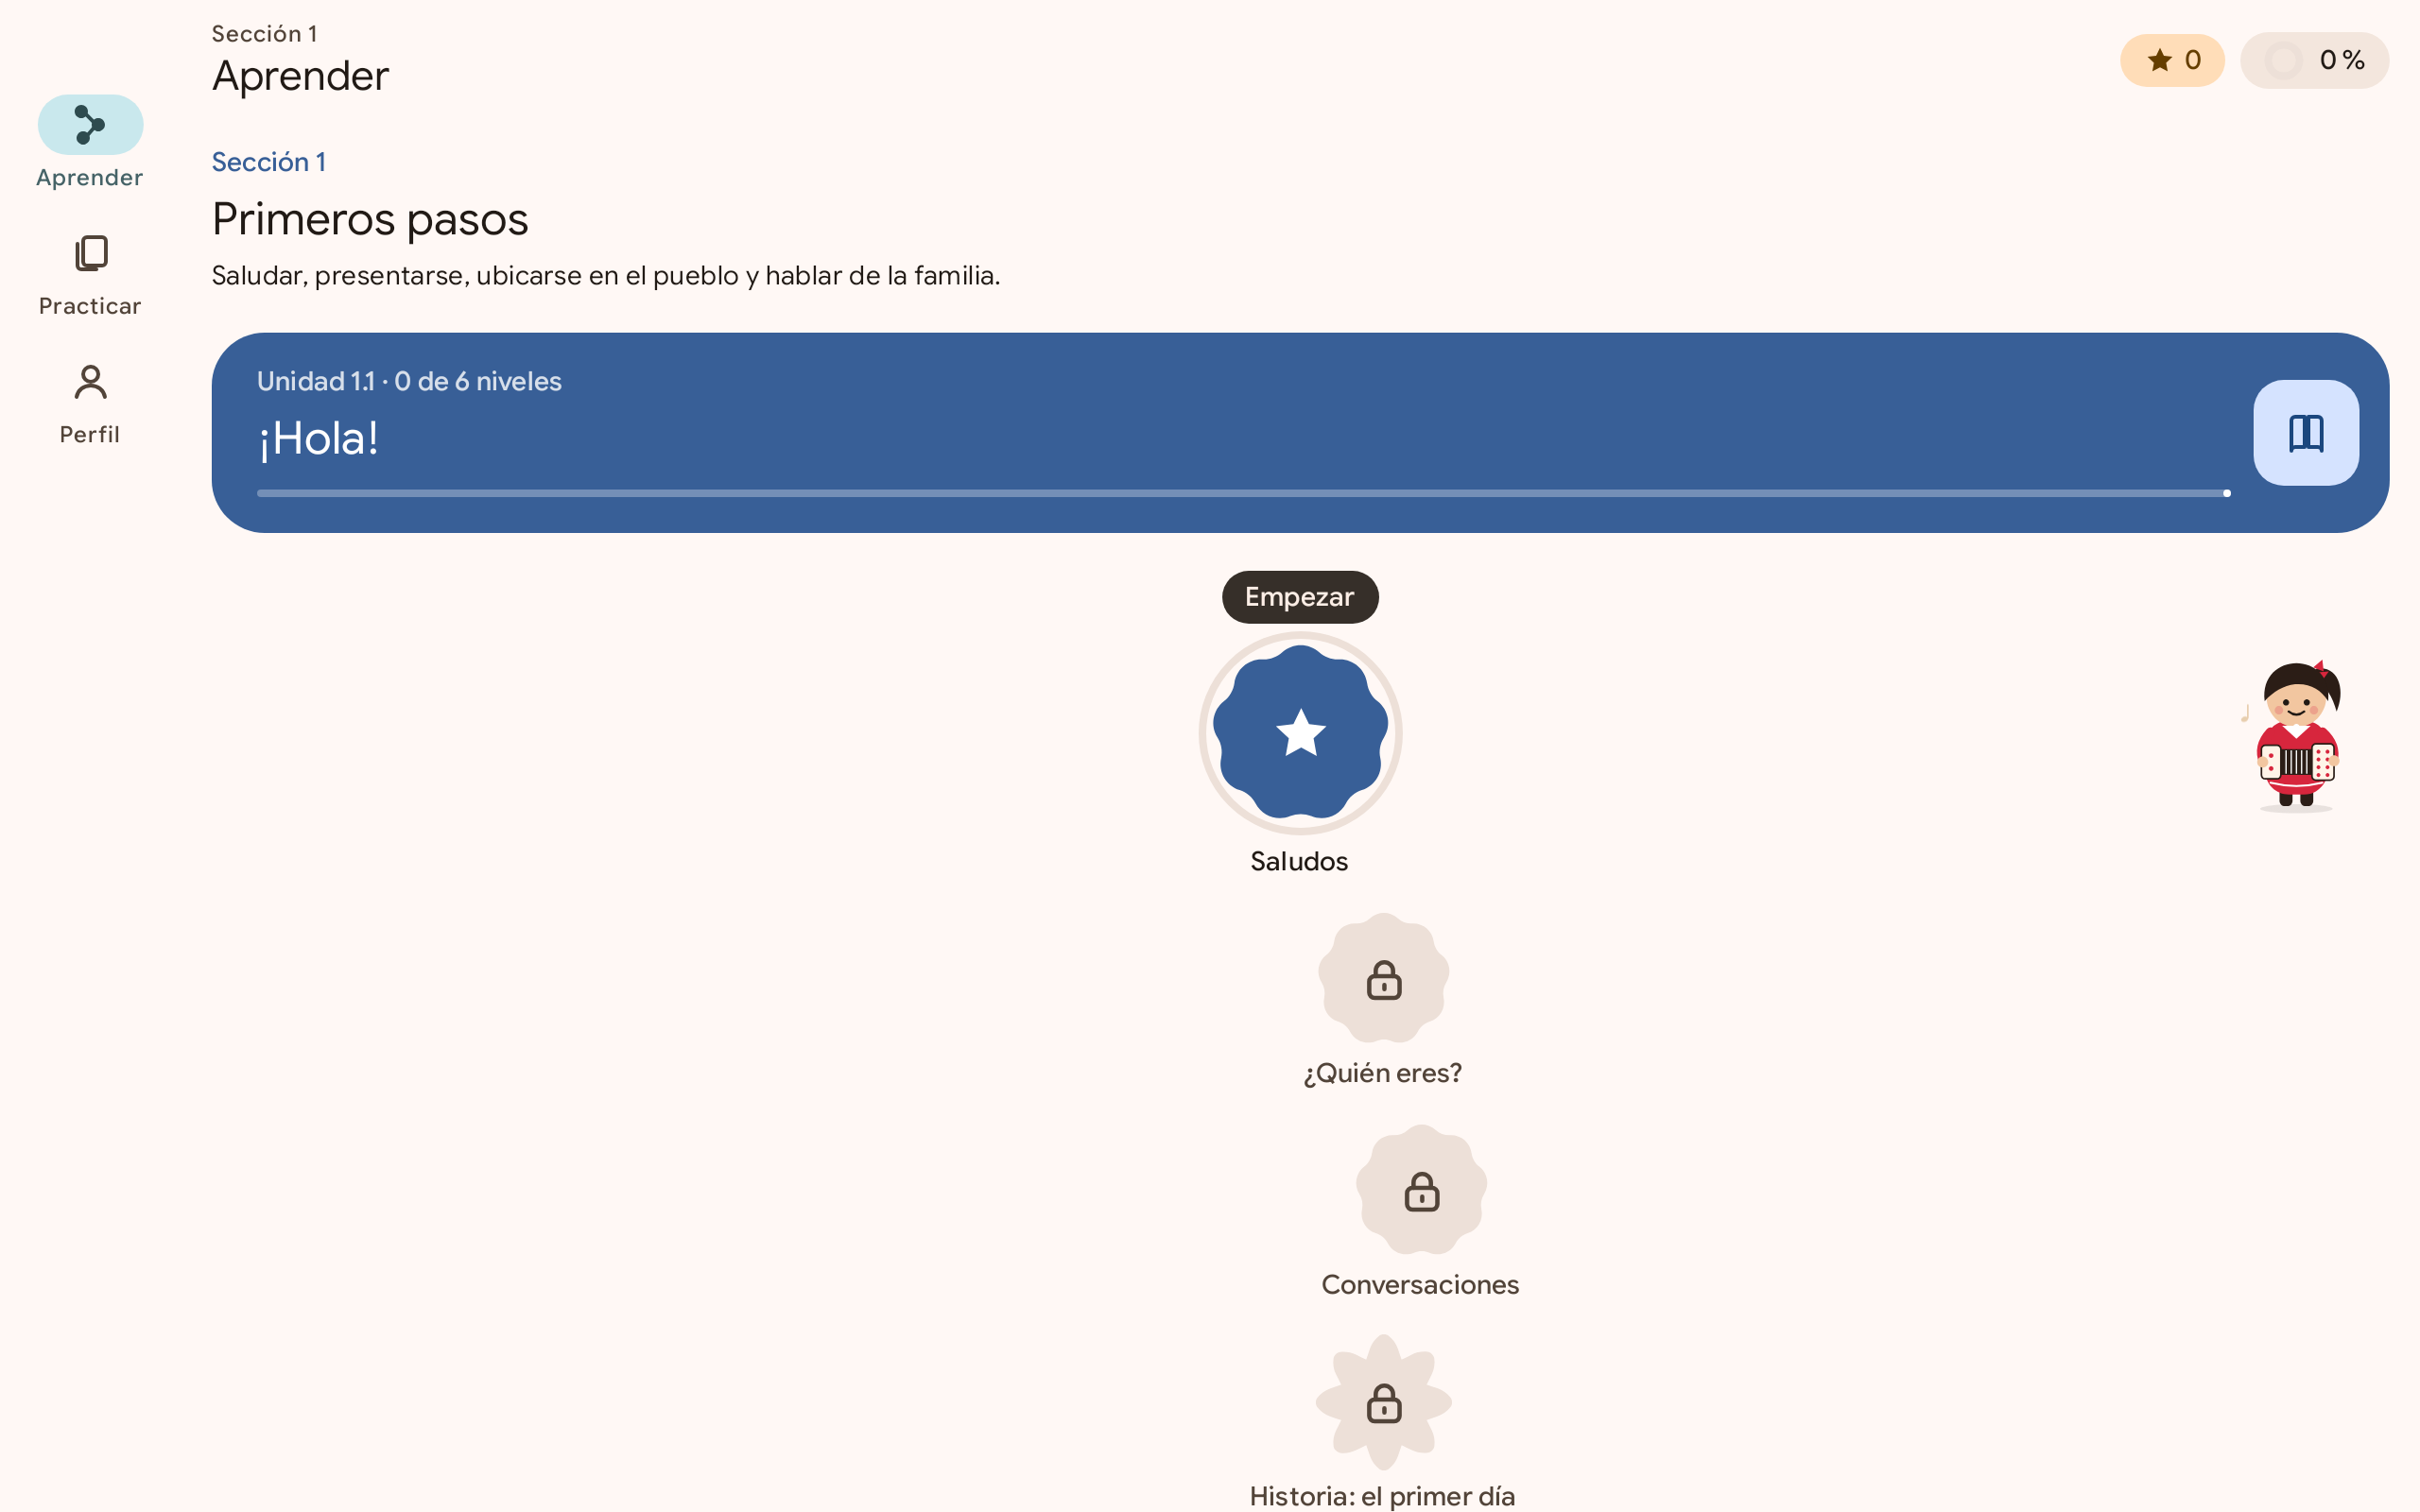 Sección 1
Aprender
0
0 %
Aprender
Practicar
Perfil
Sección 1
Primeros pasos
Saludar, presentarse, ubicarse en el pueblo y hablar de la familia.
Unidad 1.1 · 0 de 6 niveles
¡Hola!
Empezar
Saludos
¿Quién eres?
Conversaciones
Historia: el primer día